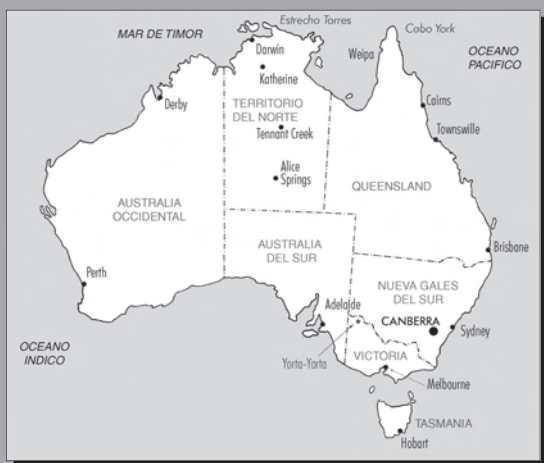 Estrecho Torres
Cabo York
MAR DE TIMOR
Darwin
Weipa
OCEANO
PACIFICO
Katherine
Derby
TERRITORIO
DEL NORTE
Cairns
Tennant Creek
Townswille
Alice
Springs
QUEENSLAND
AUSTRALIA
OCCIDENTAL
AUSTRALIA
DEL SUR
Brisbane
Perth
NUEVA GALES
DEL SUR
Adelaide
CANBERRA
Sydney
OCEANO
INDICO
Yorta-Yorta
VICTORIA
Melbourne
TASMANIA
Hobart